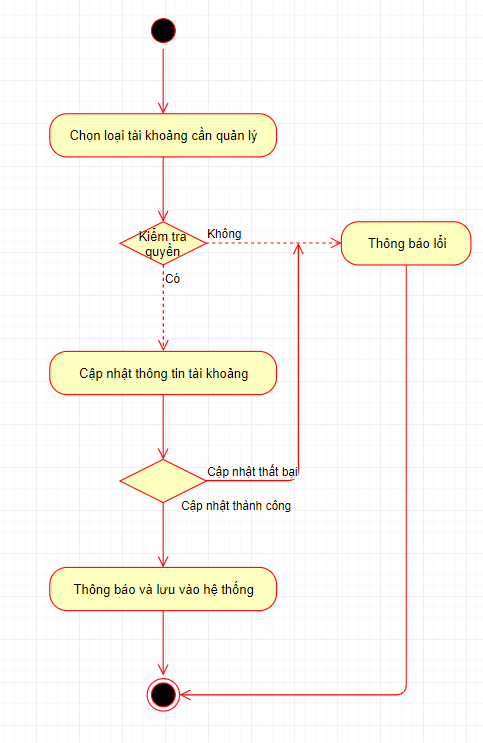 Chọn loại tài khoảng cần quản lý
Kiểm tra
quyền
Không
Thông báo lổi
Có
Cập nhật thông tin tài khoảng
Cập nhật thất bại
Cập nhật thành công
Thông báo và lưu vào hệ thống